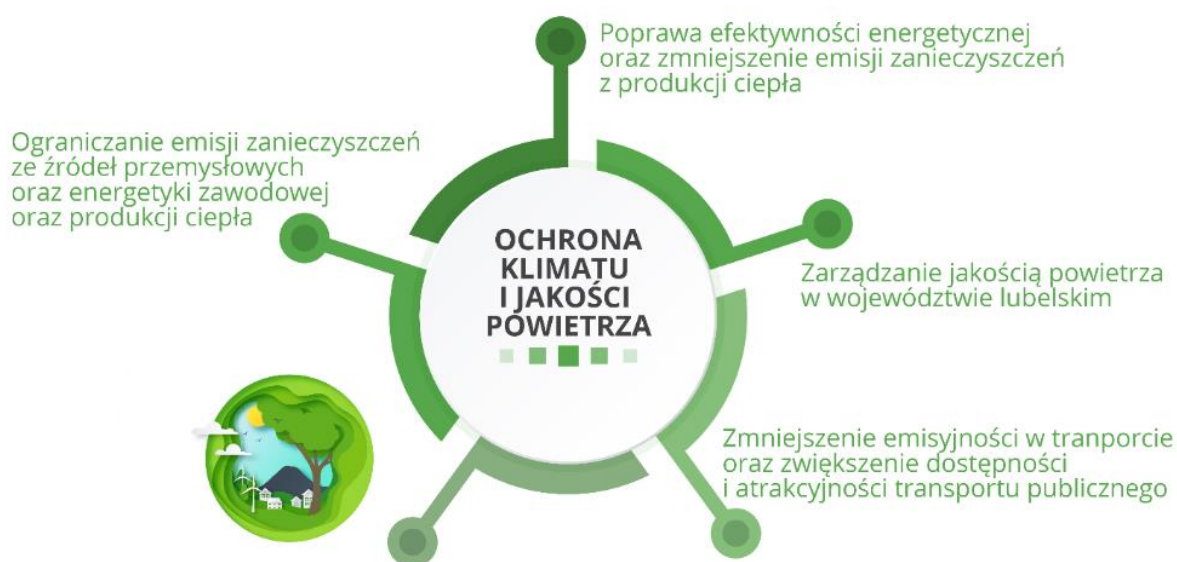 Poprawa efektywności energetycznej
oraz zmniejszenie emisji zanieczyszczeń
z produkcji ciepła
Ograniczanie emisji zanieczyszczeń
ze źródeł przemysłowych
oraz energetyki zawodowej
oraz produkcji ciepła
OCHRONA
KLIMATU
I JAKOŚCI
POWIETRZA
Zarządzanie jakością powietrza
w województwie lubelskim
Zmniejszenie emisyjności w tranporcie
oraz zwiększenie dostępności
i atrakcyjności transportu publicznego